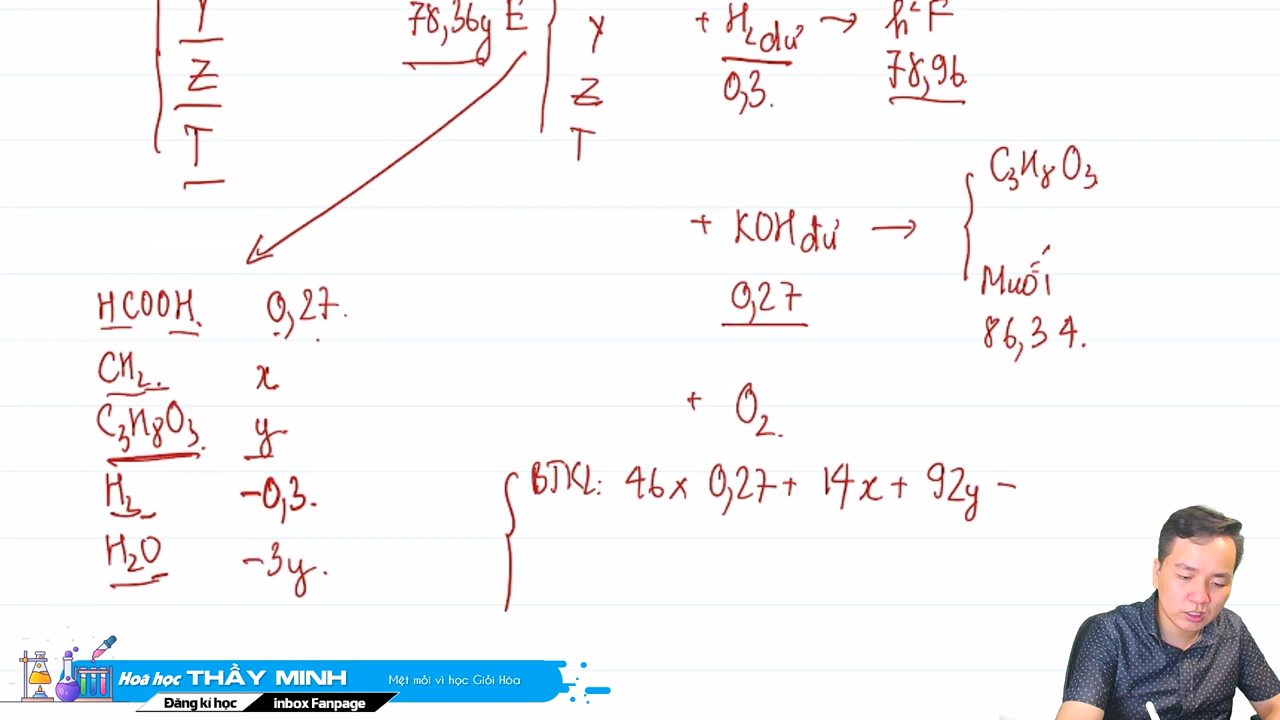 Y 78,36g E Y + H₂ dư → h² F
Z Z 0,3. 78,96
T T
C₃H₈O₃
+ KOH dư →
0,27 Muối
86,34.
HCOOH 0,27.
CH₂ x
C₃H₈O₃ y
H₂ -0,3.
H₂O -3y.
+ O₂.
BTKL: 46 x 0,27 + 14x + 92y -
Hoá học THẦY MINH
Mệt mỏi vì học Giỏi Hóa
Đăng kí học inbox Fanpage